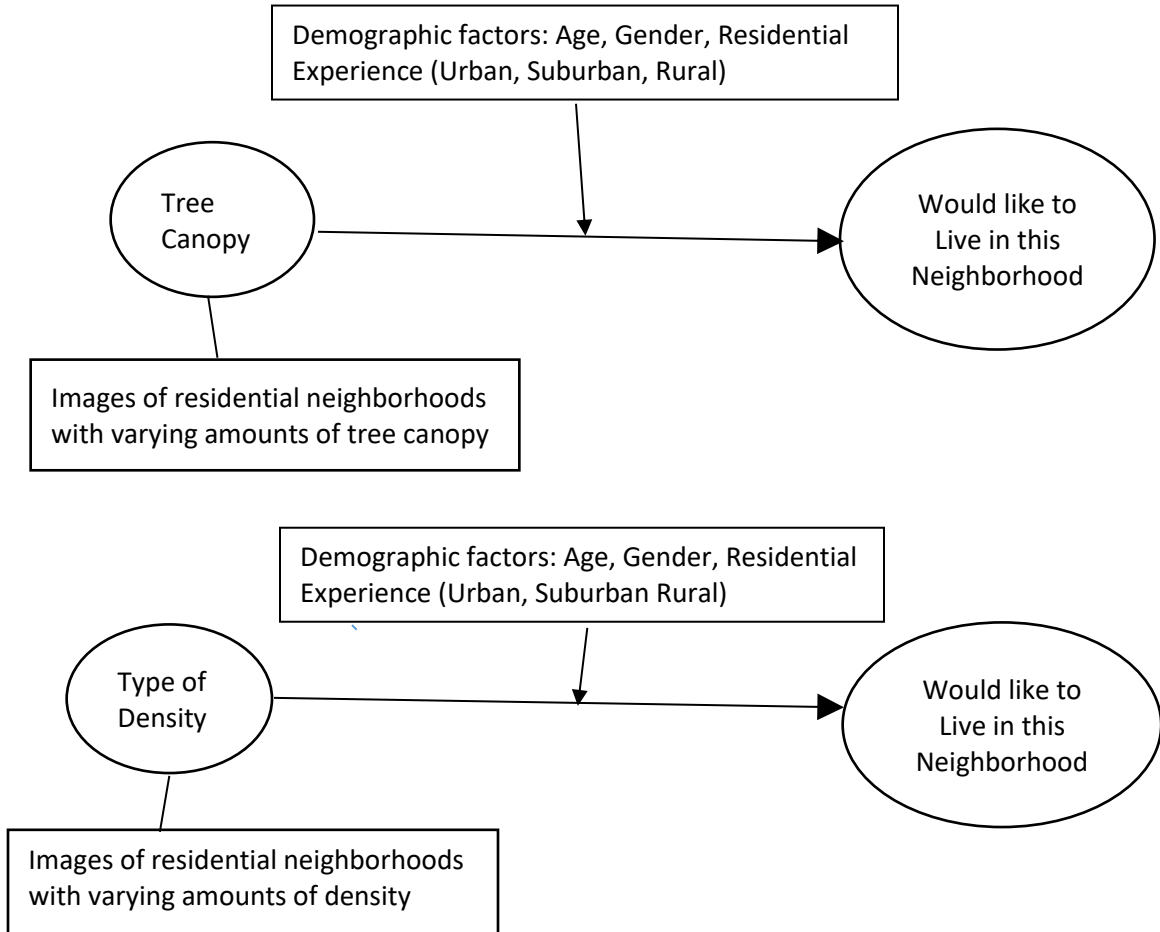 Demographic factors: Age, Gender, Residential
Experience (Urban, Suburban, Rural)
Tree
Canopy
Would like to
Live in this
Neighborhood
Images of residential neighborhoods
with varying amounts of tree canopy
Demographic factors: Age, Gender, Residential
Experience (Urban, Suburban Rural)
Type of
Density
Would like to
Live in this
Neighborhood
Images of residential neighborhoods
with varying amounts of density